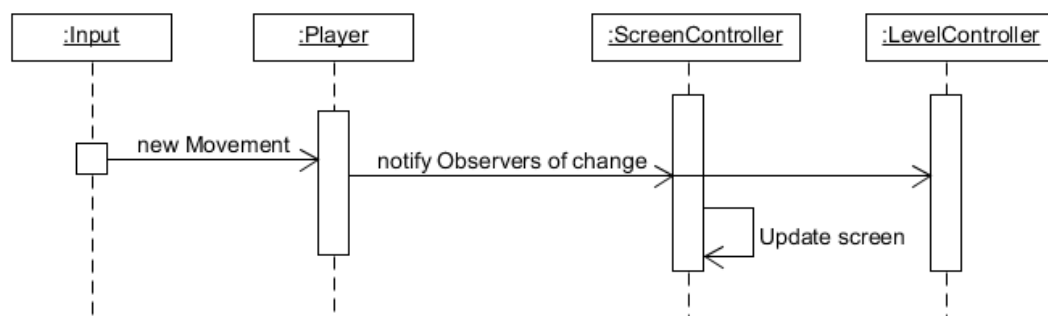 :Input
:Player
:ScreenController
:LevelController
new Movement
notify Observers of change
Update screen